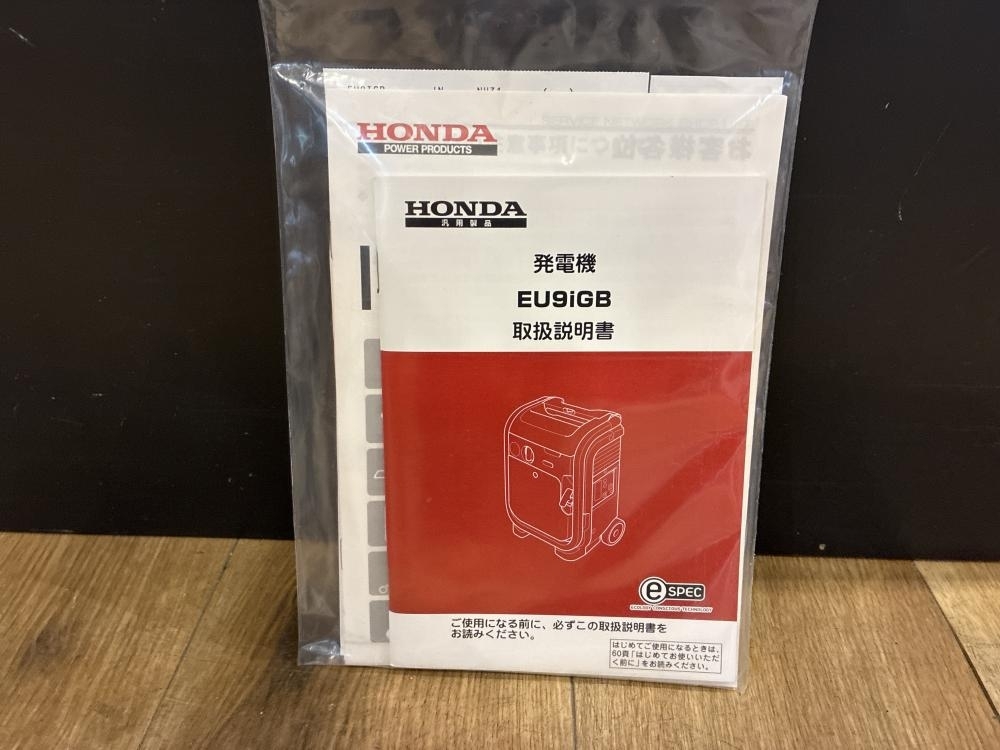 HONDA
POWER PRODUCTS
HONDA
汎用製品
発電機
EU9iGB
取扱説明書
e SPEC
ECOLOGY CONSCIOUS TECHNOLOGY
ご使用になる前に、必ずこの取扱説明書を
お読みください。
はじめてご使用になるときは、
60頁「はじめてお使いいただ
く前に」をお読みください。